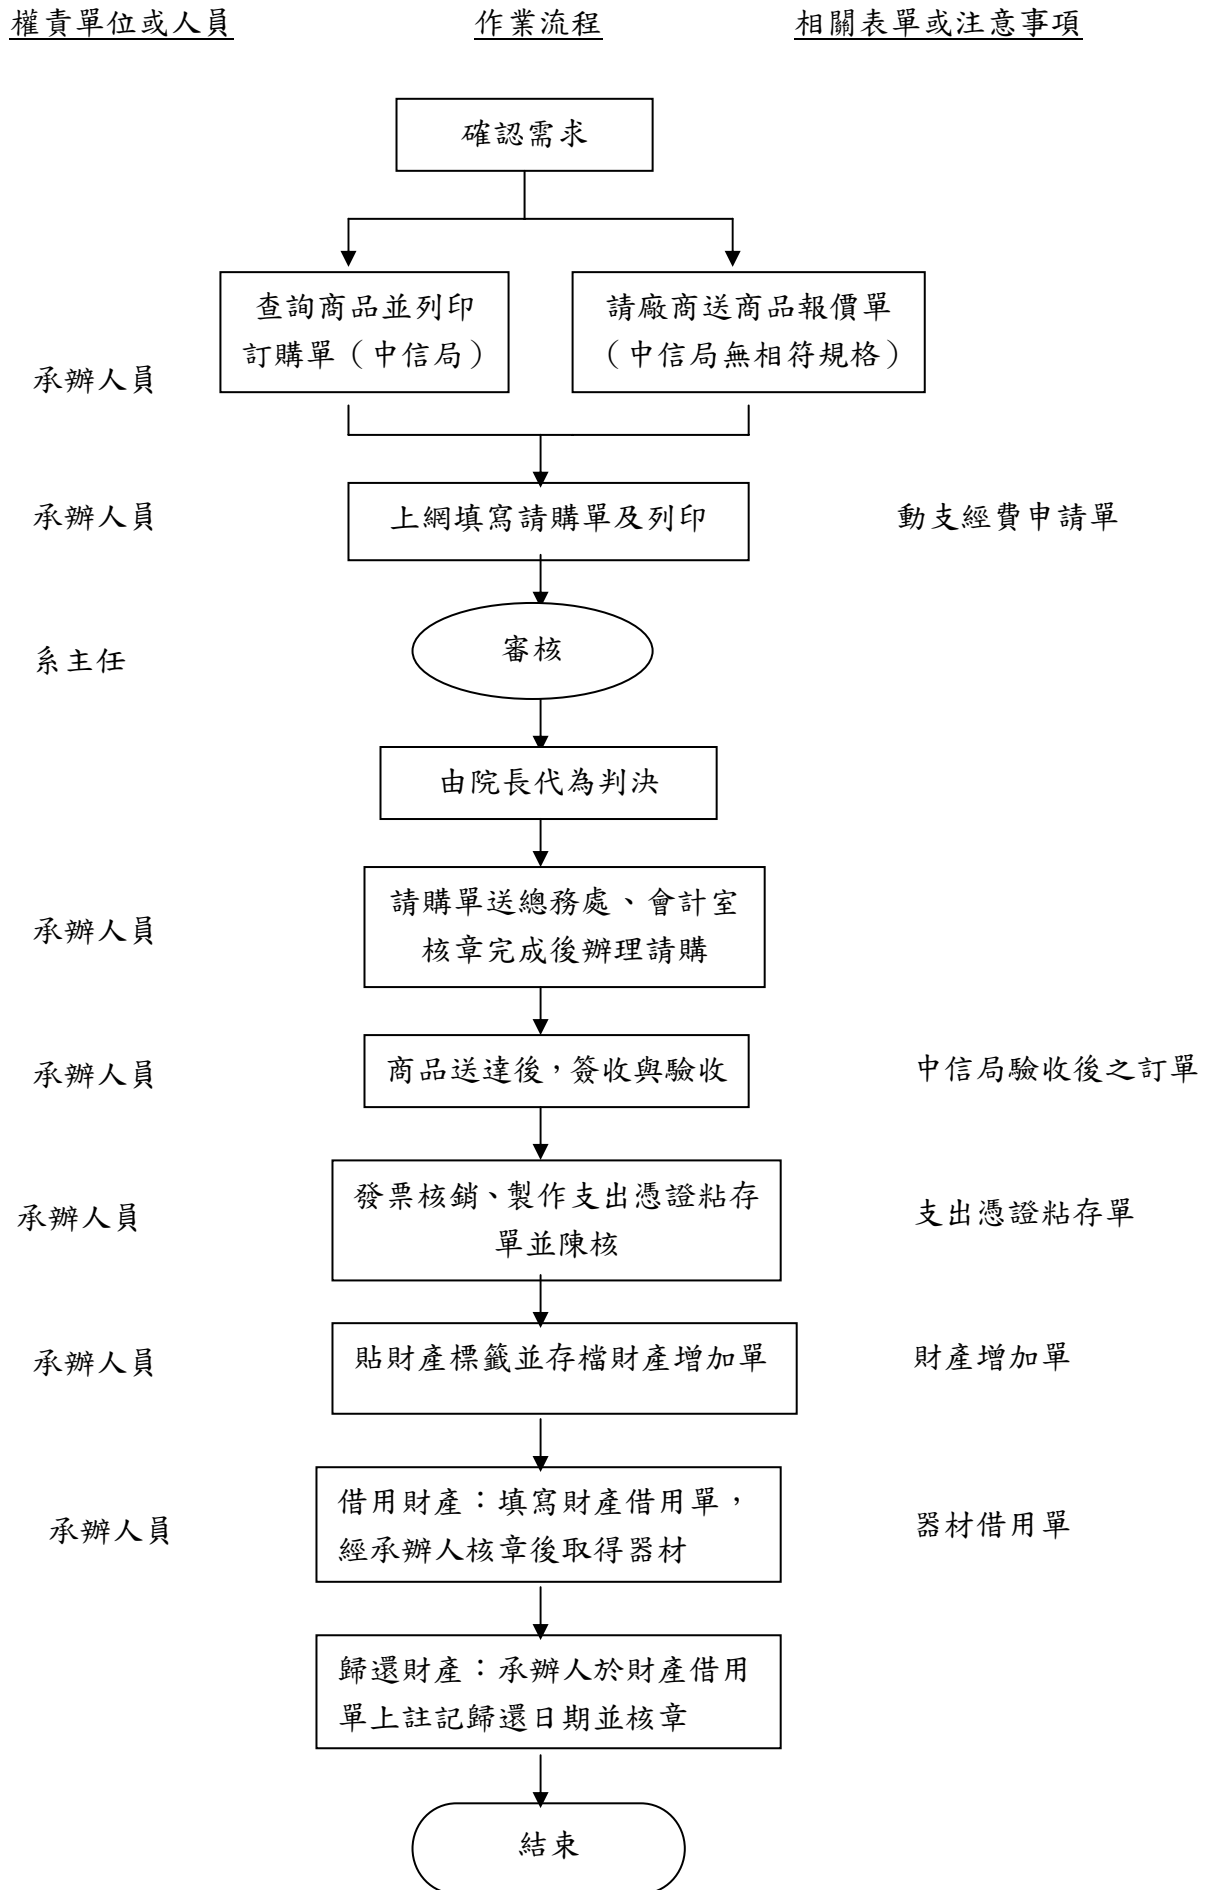 權責單位或人員
作業流程
相關表單或注意事項
確認需求
查詢商品並列印
訂購單（中信局）
請廠商送商品報價單
（中信局無相符規格）
承辦人員
承辦人員
上網填寫請購單及列印
動支經費申請單
系主任
審核
由院長代為判決
承辦人員
請購單送總務處、會計室
核章完成後辦理請購
承辦人員
商品送達後，簽收與驗收
中信局驗收後之訂單
承辦人員
發票核銷、製作支出憑證粘存
單並陳核
支出憑證粘存單
承辦人員
貼財產標籤並存檔財產增加單
財產增加單
承辦人員
借用財產：填寫財產借用單，
經承辦人核章後取得器材
器材借用單
歸還財產：承辦人於財產借用
單上註記歸還日期並核章
結束